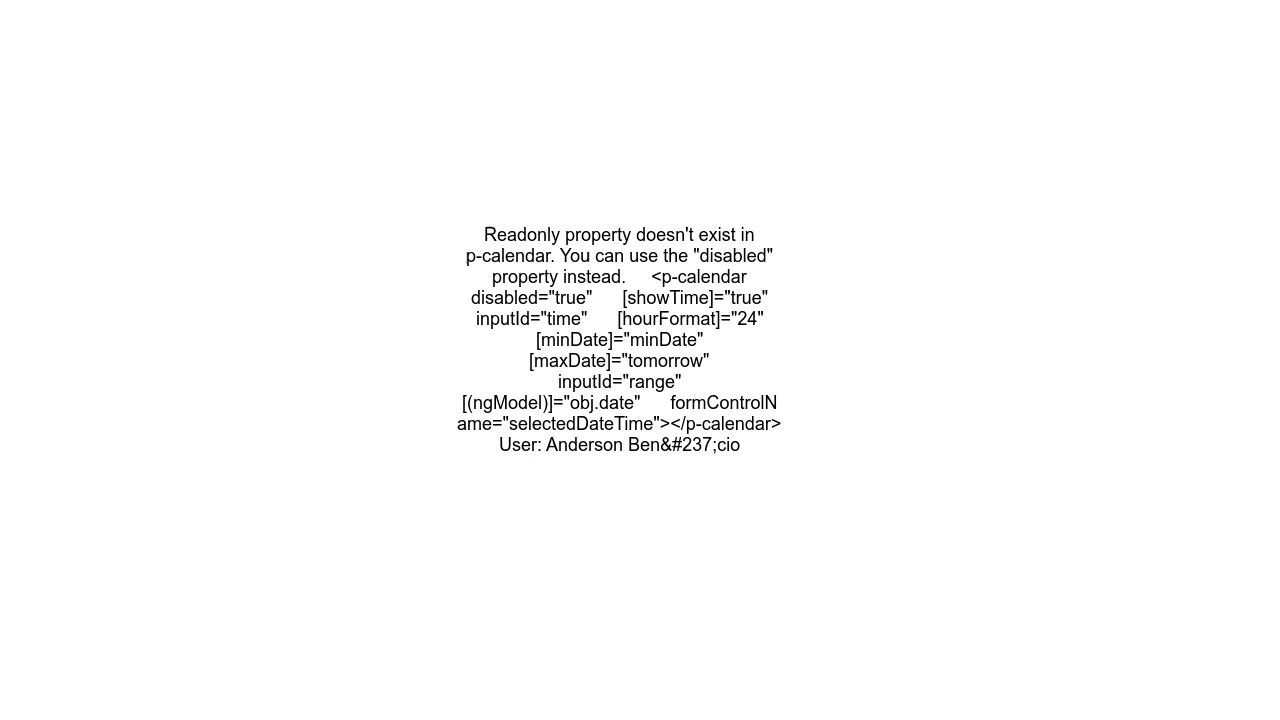 Readonly property doesn't exist in
p-calendar. You can use the "disabled"
property instead.     <p-calendar
disabled="true"      [showTime]="true"
inputId="time"      [hourFormat]="24"
[minDate]="minDate"
[maxDate]="tomorrow"
inputId="range"
[(ngModel)]="obj.date"      formControlN
ame="selectedDateTime"></p-calendar>
User: Anderson Ben&#237;cio